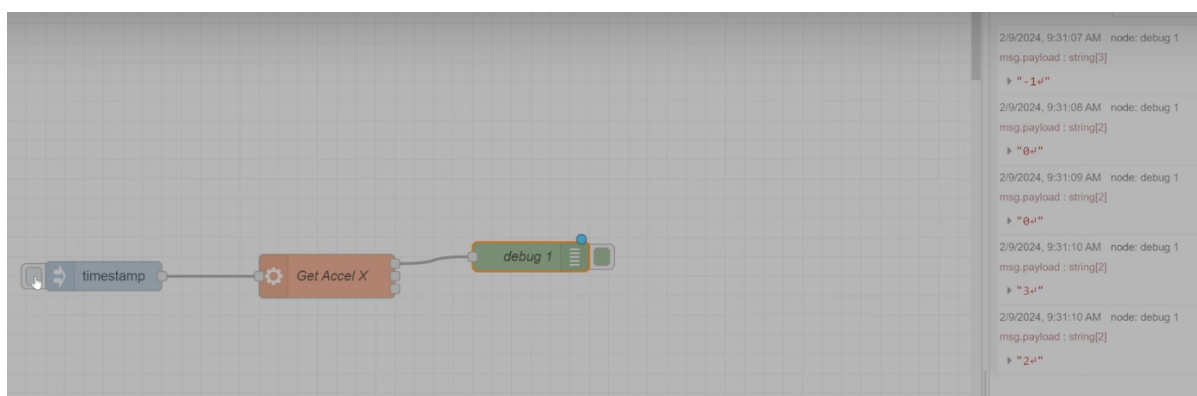 timestamp
Get Accel X
debug 1
2/9/2024, 9:31:07 AM node: debug 1
msg.payload : string[3]
"-1↵"
2/9/2024, 9:31:08 AM node: debug 1
msg.payload : string[2]
"0↵"
2/9/2024, 9:31:09 AM node: debug 1
msg.payload : string[2]
"0↵"
2/9/2024, 9:31:10 AM node: debug 1
msg.payload : string[2]
"3↵"
2/9/2024, 9:31:10 AM node: debug 1
msg.payload : string[2]
"2↵"